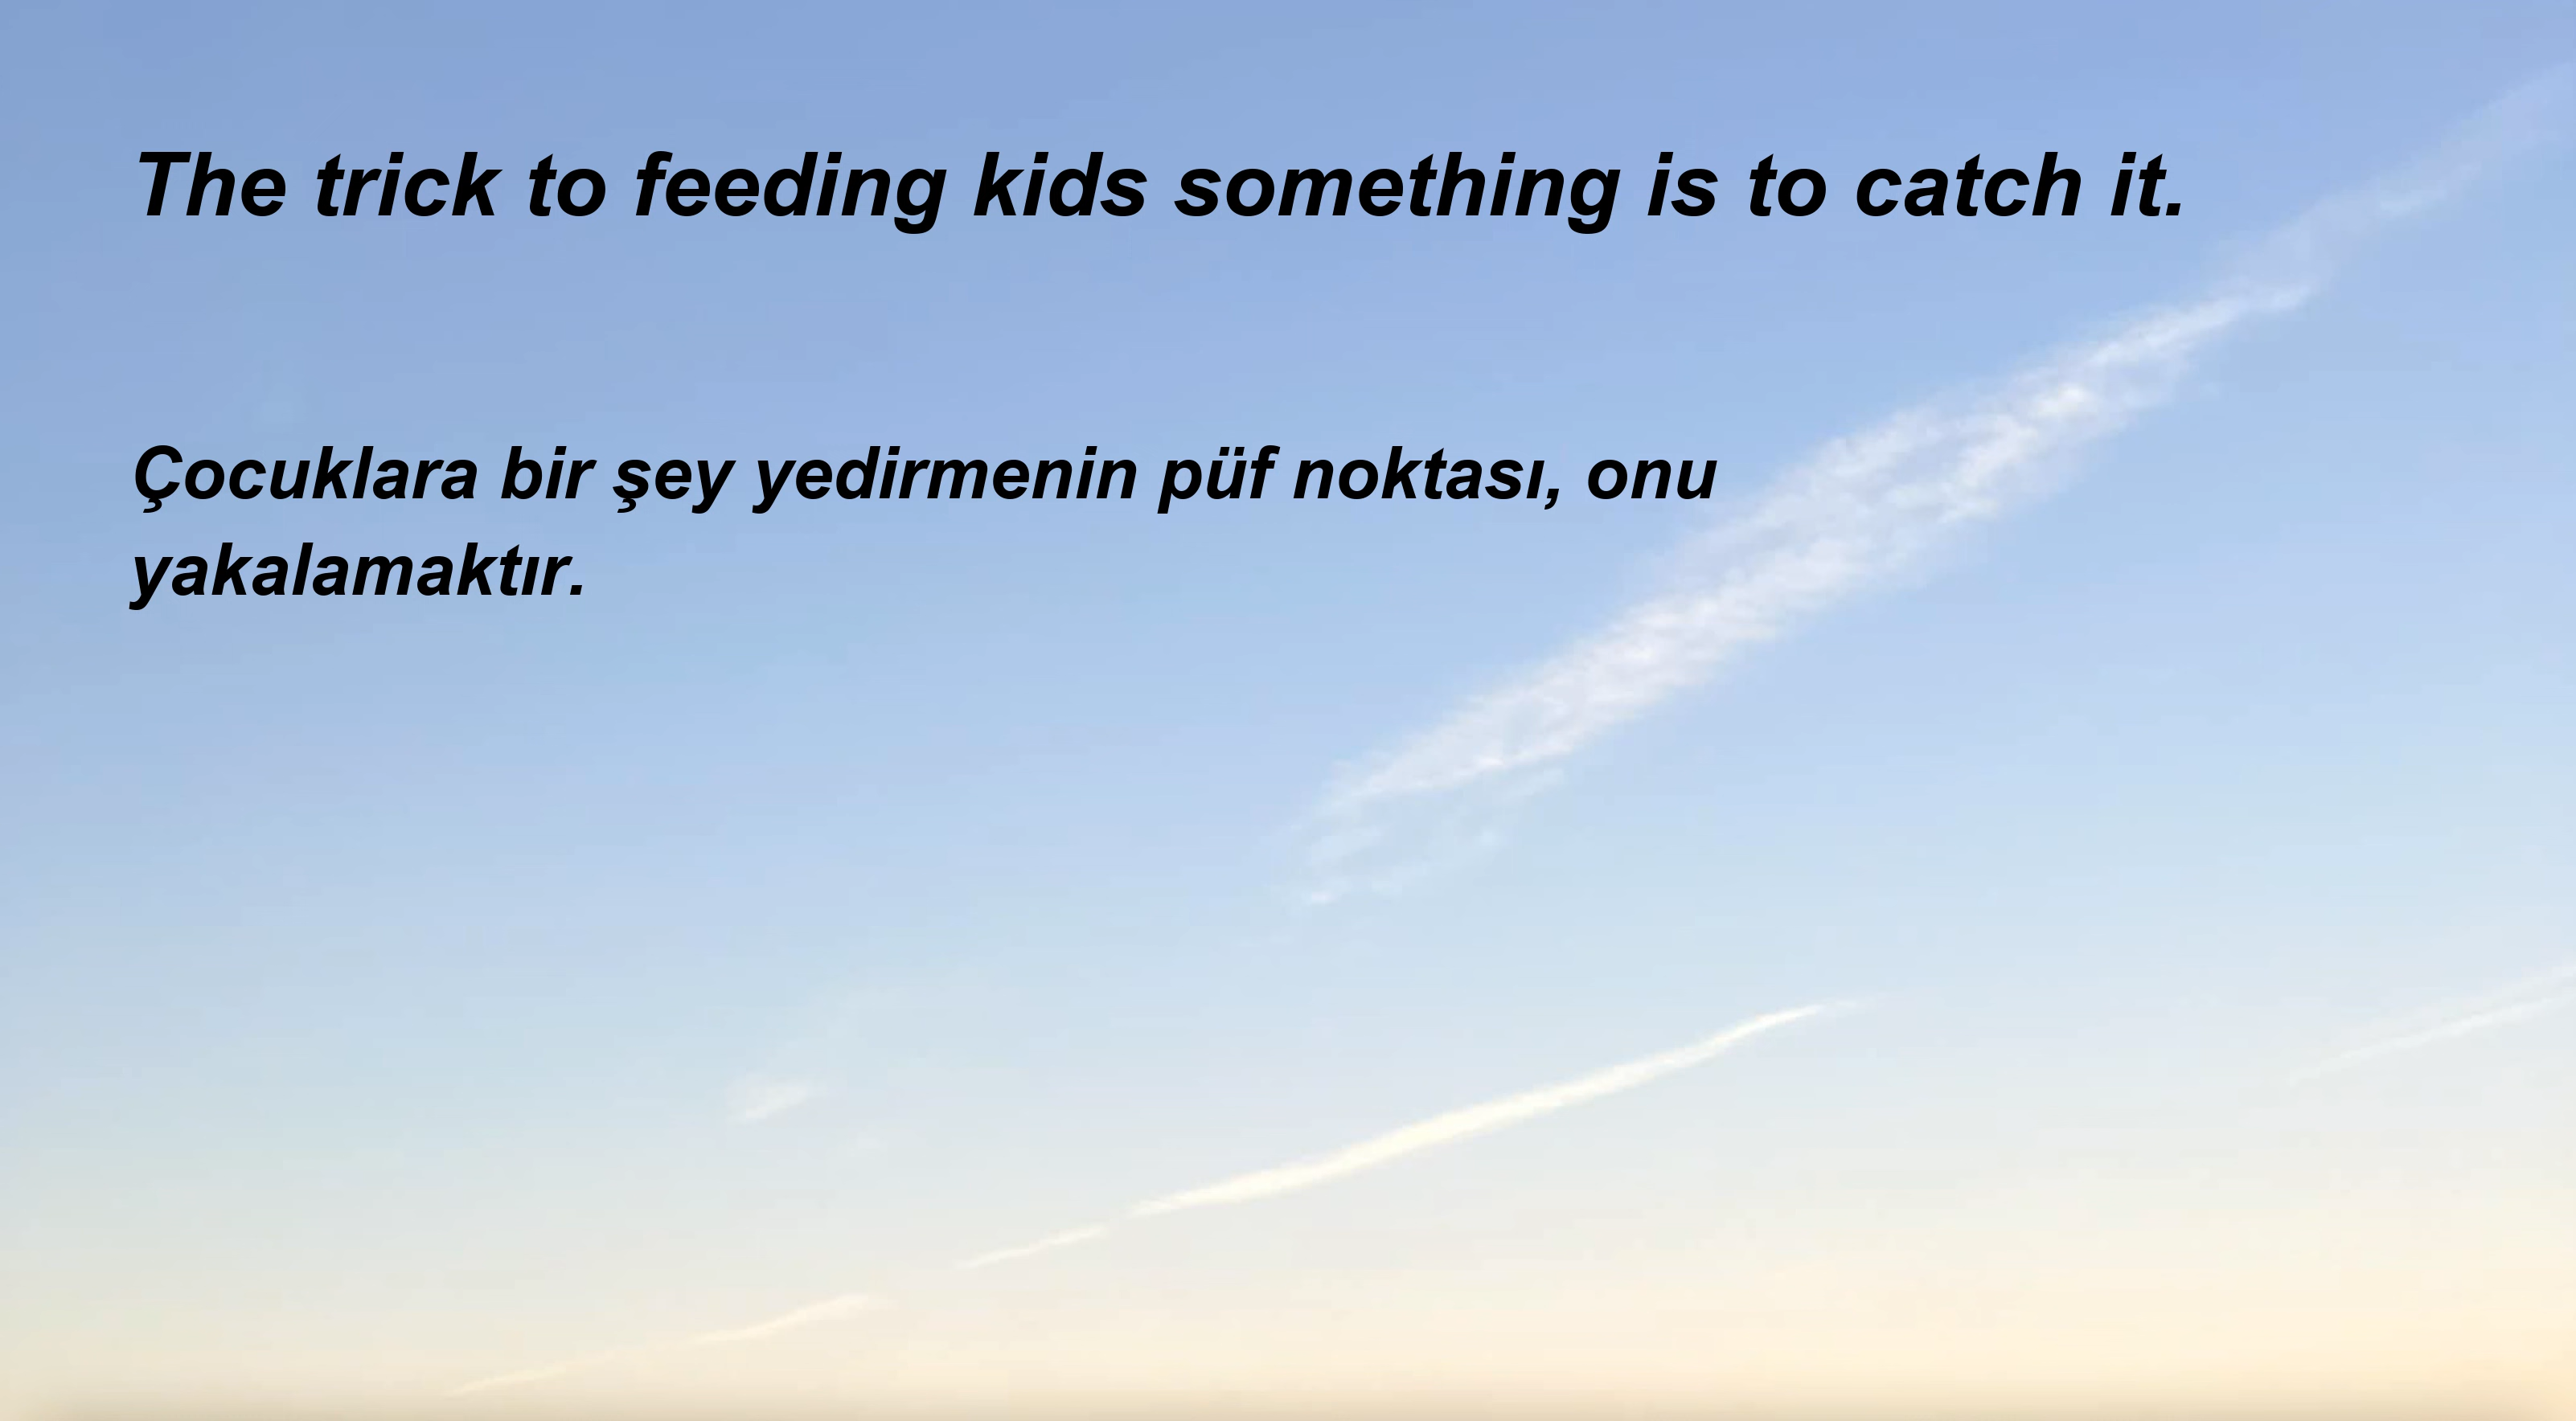 The trick to feeding kids something is to catch it.
Çocuklara bir şey yedirmenin püf noktası, onu
yakalamaktır.